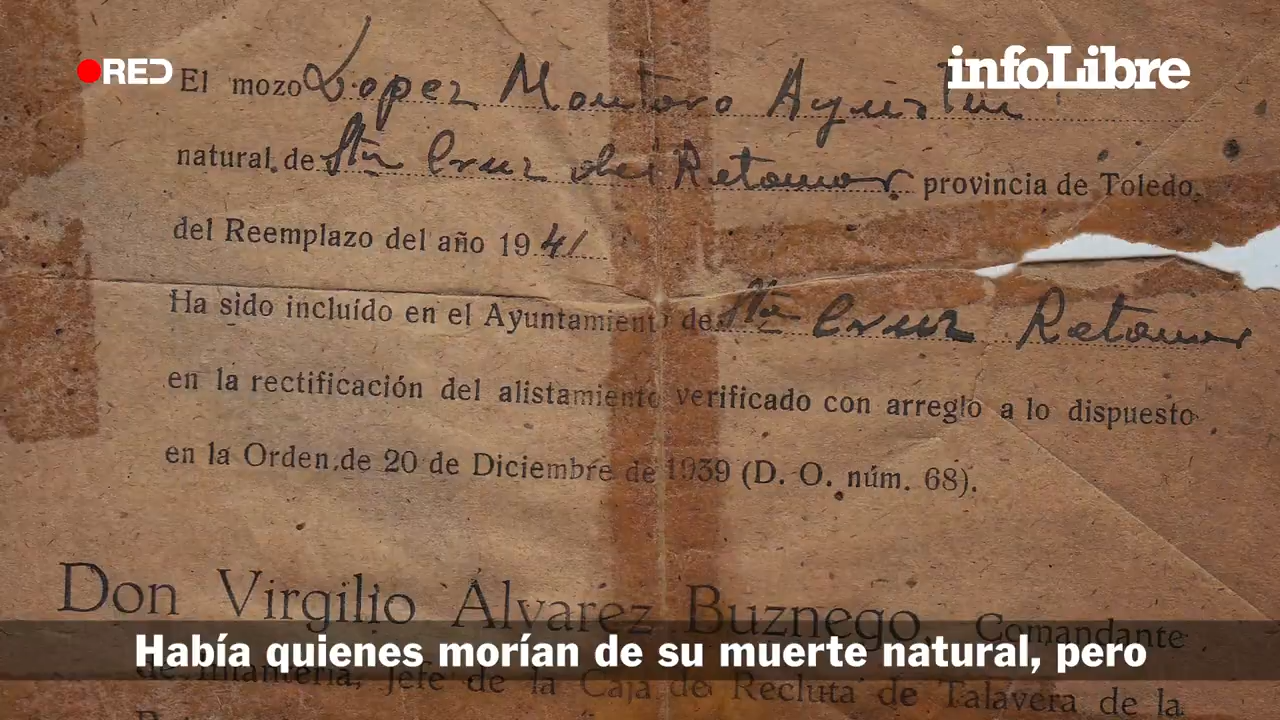 RED
infoLibre
El mozo Lopez Montoro Agustin
natural de Sta Cruz del Retamar provincia de Toledo,
del Reemplazo del año 1941
Ha sido incluído en el Ayuntamiento de Sta Cruz Retamar
en la rectificación del alistamiento verificado con arreglo a lo dispuesto
en la Orden de 20 de Diciembre de 1939 (D. O. núm. 68).
Don Virgilio Álvarez Buznego, Comandante
Había quienes morían de su muerte natural, pero
de Infantería, Jefe de la Caja de Recluta de Talavera de la